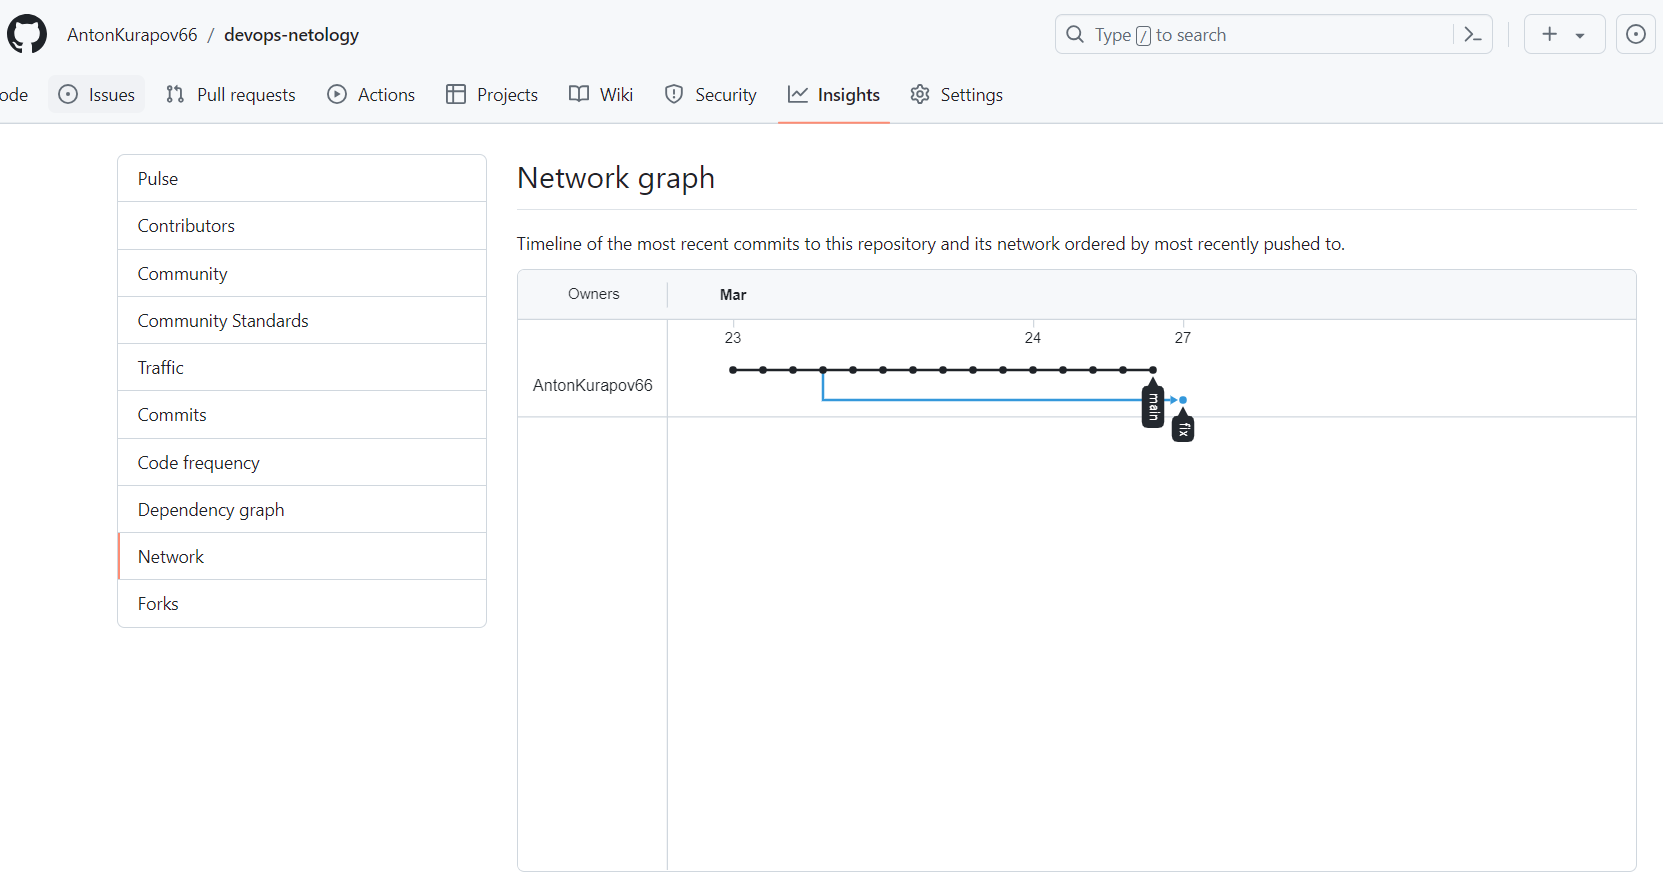 AntonKurapov66 / devops-netology
Type / to search
ode Issues Pull requests Actions Projects Wiki Security Insights Settings
Pulse
Contributors
Community
Community Standards
Traffic
Commits
Code frequency
Dependency graph
Network
Forks
Network graph
Timeline of the most recent commits to this repository and its network ordered by most recently pushed to.
Owners Mar
23 24 27
AntonKurapov66
main
fix